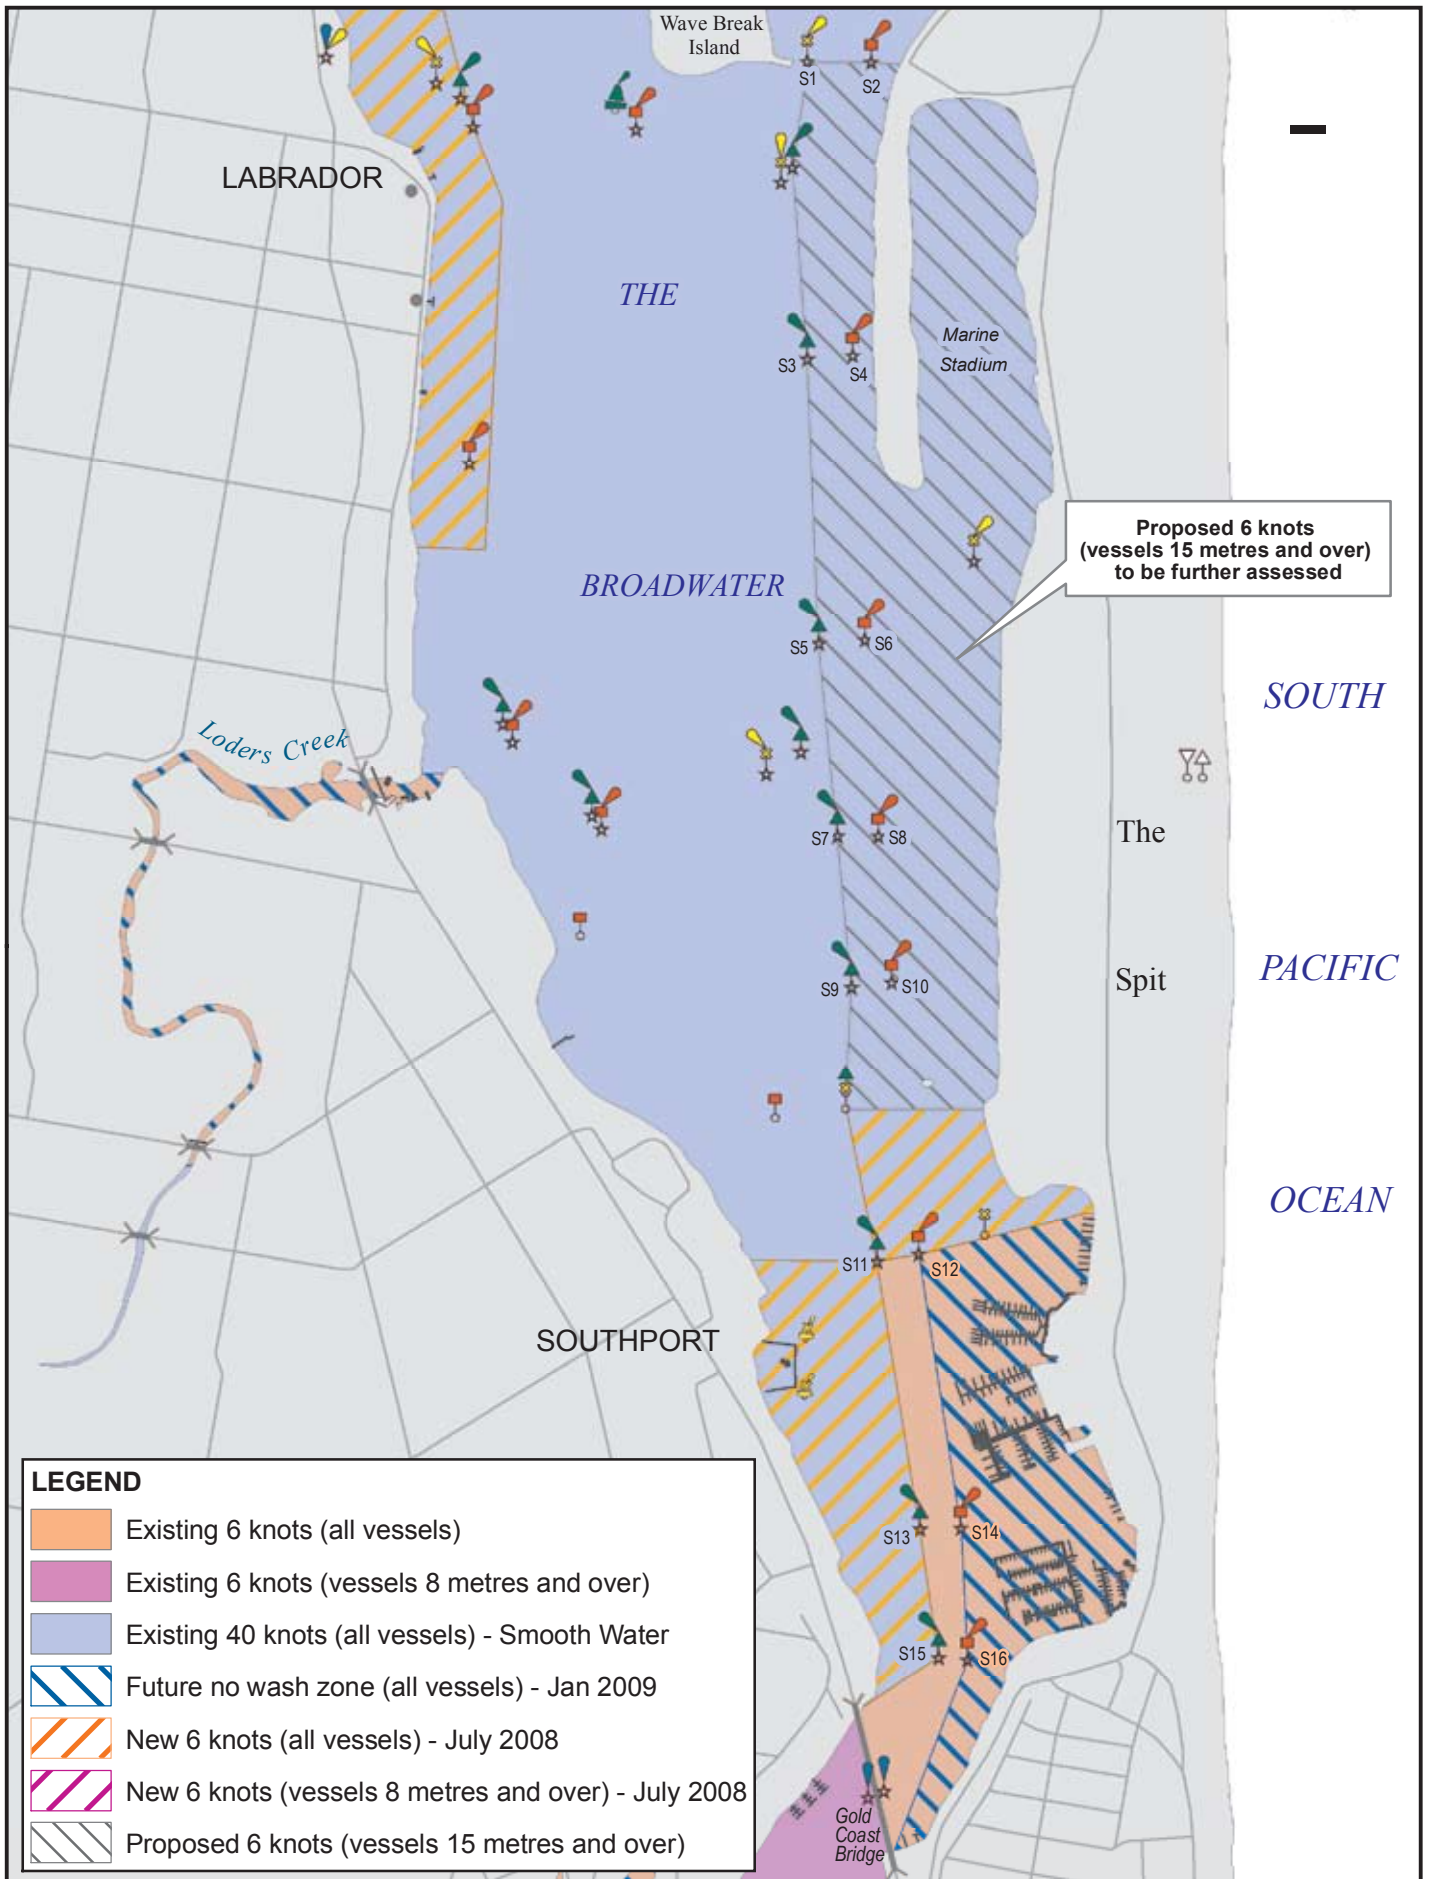 Wave Break
Island
S1
S2
LABRADOR
THE
Marine
Stadium
S3
S4
Proposed 6 knots
(vessels 15 metres and over)
to be further assessed
BROADWATER
S5
S6
SOUTH
Loders Creek
The
S7
S8
Spit
PACIFIC
S9
S10
OCEAN
S11
S12
SOUTHPORT
S13
S14
S15
S16
Gold
Coast
Bridge
LEGEND
Existing 6 knots (all vessels)
Existing 6 knots (vessels 8 metres and over)
Existing 40 knots (all vessels) - Smooth Water
Future no wash zone (all vessels) - Jan 2009
New 6 knots (all vessels) - July 2008
New 6 knots (vessels 8 metres and over) - July 2008
Proposed 6 knots (vessels 15 metres and over)